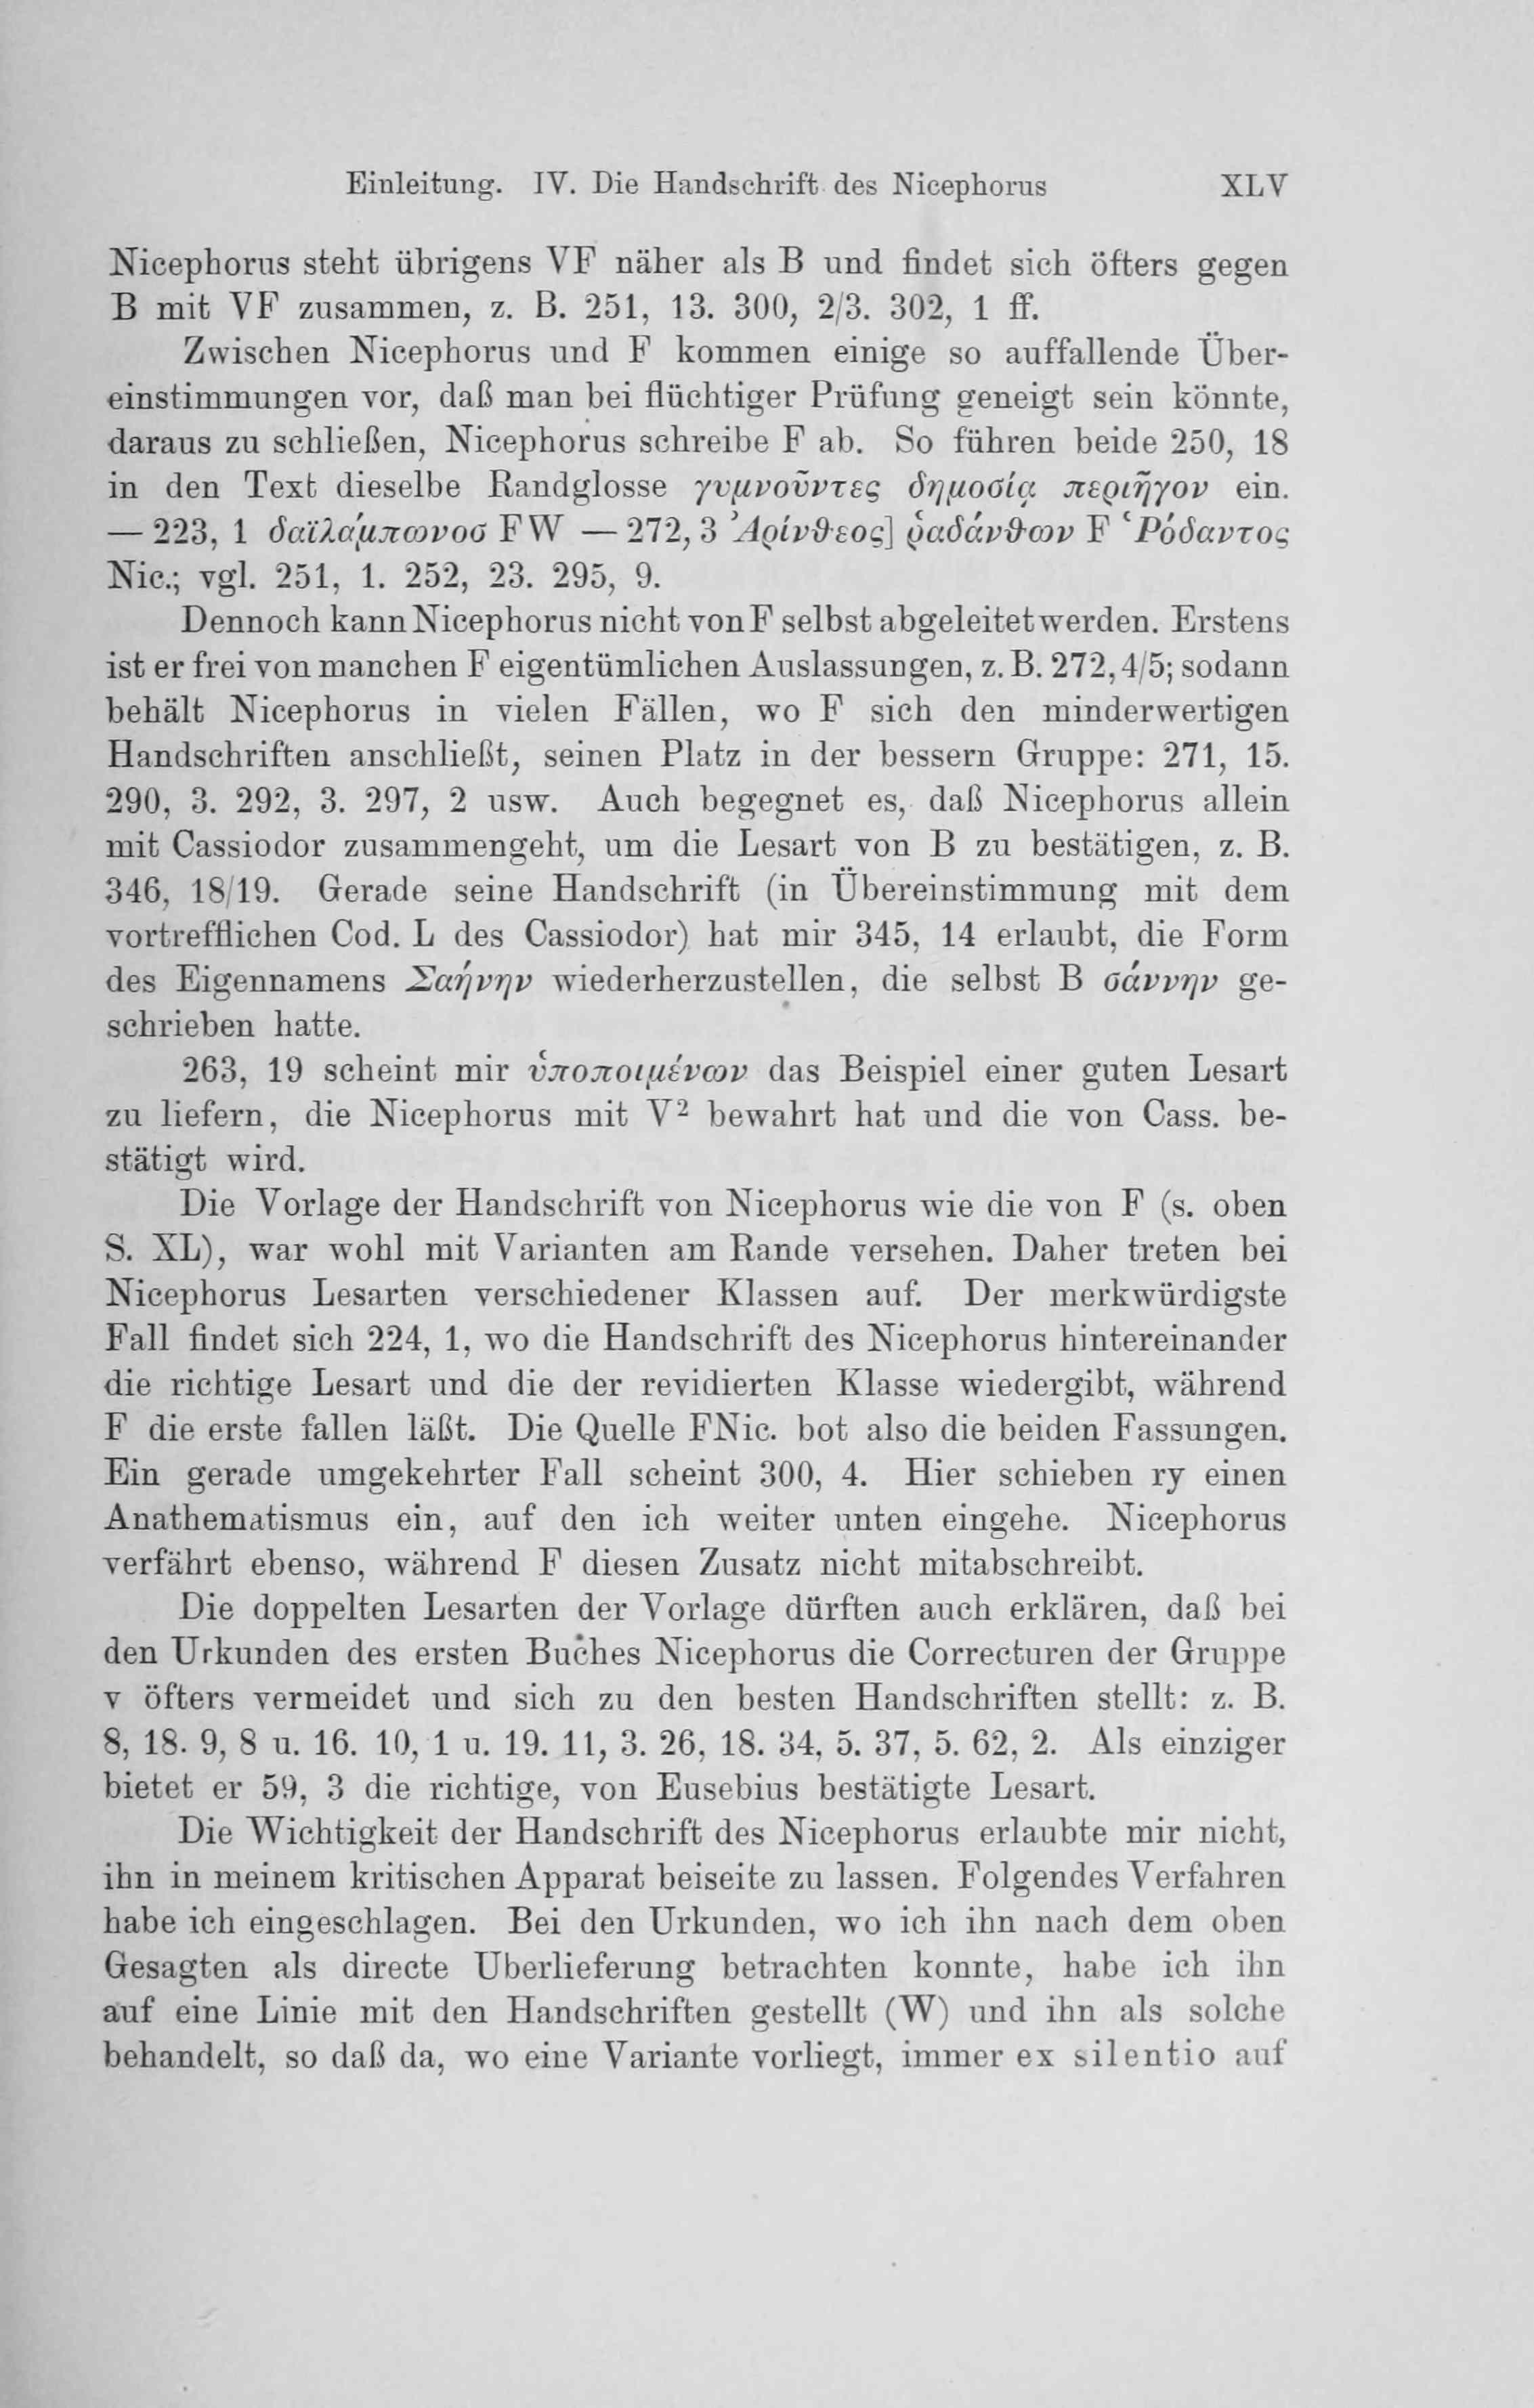 Einleitung. IV. Die Handschrift des Nicephorus XLV
Nicephorus steht übrigens VF näher als B und findet sich öfters gegen
B mit VF zusammen, z. B. 251, 13. 300, 2/3. 302, 1 ff.
Zwischen Nicephorus und F kommen einige so auffallende Über-
einstimmungen vor, daß man bei flüchtiger Prüfung geneigt sein könnte,
daraus zu schließen, Nicephorus schreibe F ab. So führen beide 250, 18
in den Text dieselbe Randglosse γυμνοῦντες δημοσίᾳ περιῆγον ein.
— 223, 1 δαϊλάμπωνοσ FW — 272, 3 Ἀρίνθεος] ῥαδάνθων F Ῥόδαντος
Nic.; vgl. 251, 1. 252, 23. 295, 9.
Dennoch kann Nicephorus nicht von F selbst abgeleitet werden. Erstens
ist er frei von manchen F eigentümlichen Auslassungen, z. B. 272, 4/5; sodann
behält Nicephorus in vielen Fällen, wo F sich den minderwertigen
Handschriften anschließt, seinen Platz in der bessern Gruppe: 271, 15.
290, 3. 292, 3. 297, 2 usw. Auch begegnet es, daß Nicephorus allein
mit Cassiodor zusammengeht, um die Lesart von B zu bestätigen, z. B.
346, 18/19. Gerade seine Handschrift (in Übereinstimmung mit dem
vortrefflichen Cod. L des Cassiodor) hat mir 345, 14 erlaubt, die Form
des Eigennamens Σαήνην wiederherzustellen, die selbst B σάννην ge-
schrieben hatte.
263, 19 scheint mir ὑποποιμένων das Beispiel einer guten Lesart
zu liefern, die Nicephorus mit V² bewahrt hat und die von Cass. be-
stätigt wird.
Die Vorlage der Handschrift von Nicephorus wie die von F (s. oben
S. XL), war wohl mit Varianten am Rande versehen. Daher treten bei
Nicephorus Lesarten verschiedener Klassen auf. Der merkwürdigste
Fall findet sich 224, 1, wo die Handschrift des Nicephorus hintereinander
die richtige Lesart und die der revidierten Klasse wiedergibt, während
F die erste fallen läßt. Die Quelle FNic. bot also die beiden Fassungen.
Ein gerade umgekehrter Fall scheint 300, 4. Hier schieben ry einen
Anathematismus ein, auf den ich weiter unten eingehe. Nicephorus
verfährt ebenso, während F diesen Zusatz nicht mitabschreibt.
Die doppelten Lesarten der Vorlage dürften auch erklären, daß bei
den Urkunden des ersten Buches Nicephorus die Correcturen der Gruppe
v öfters vermeidet und sich zu den besten Handschriften stellt: z. B.
8, 18. 9, 8 u. 16. 10, 1 u. 19. 11, 3. 26, 18. 34, 5. 37, 5. 62, 2. Als einziger
bietet er 59, 3 die richtige, von Eusebius bestätigte Lesart.
Die Wichtigkeit der Handschrift des Nicephorus erlaubte mir nicht,
ihn in meinem kritischen Apparat beiseite zu lassen. Folgendes Verfahren
habe ich eingeschlagen. Bei den Urkunden, wo ich ihn nach dem oben
Gesagten als directe Uberlieferung betrachten konnte, habe ich ihn
auf eine Linie mit den Handschriften gestellt (W) und ihn als solche
behandelt, so daß da, wo eine Variante vorliegt, immer ex silentio auf